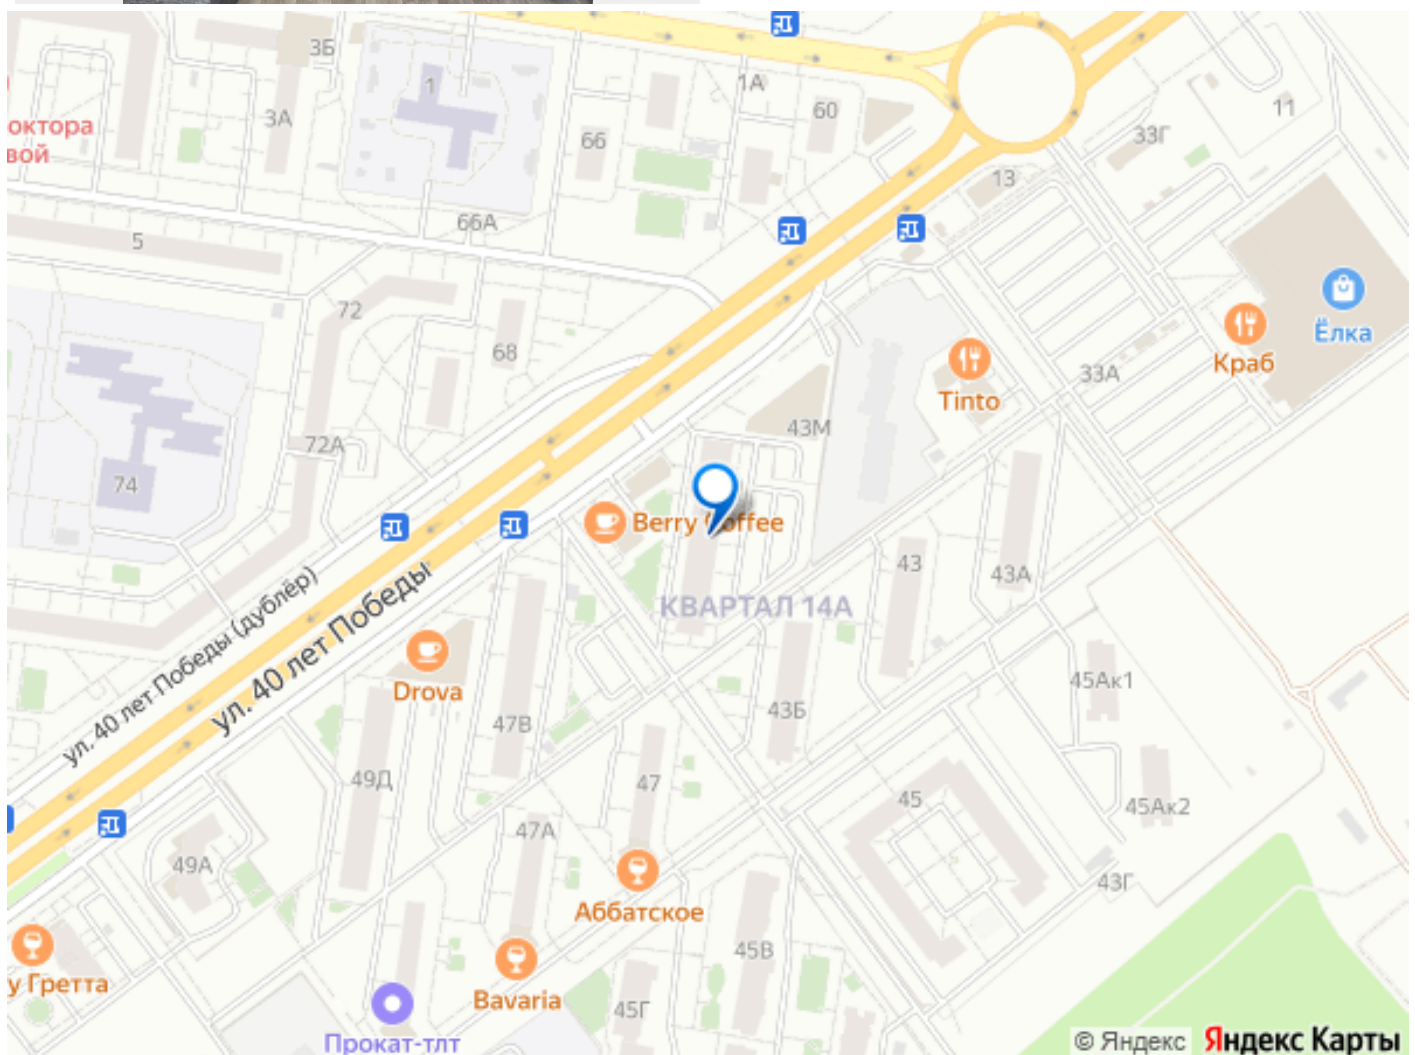 3Б
1
1А
60
11
3А
октора
вой
66
33Г
13
66А
5
72
68
Ёлка
Краб
33А
Tinto
43М
72А
74
Berry Coffee
43
43А
КВАРТАЛ 14А
ул. 40 лет Победы (дублёр)
ул. 40 лет Победы
Drova
45Ак1
47В
43Б
49Д
47
45
45Ак2
47А
49А
43Г
Аббатское
45В
у Гретта
Bavaria
45Г
Прокат-тлт
© Яндекс Яндекс Карты